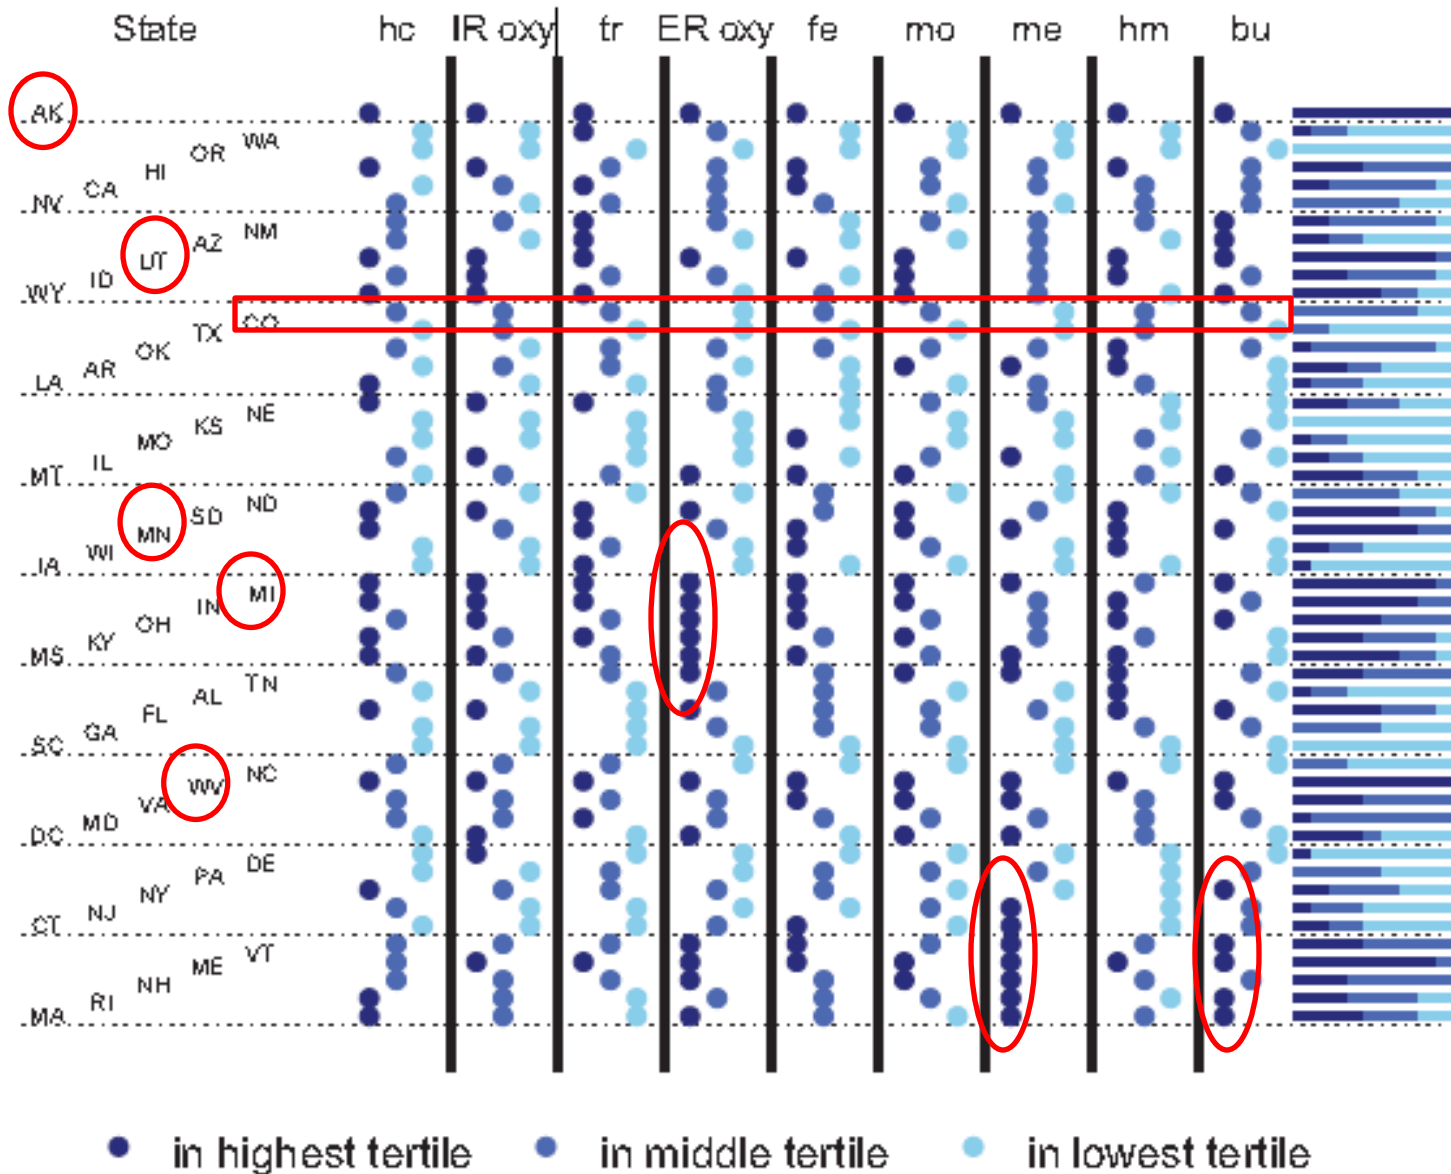 State hc IR oxy tr ER oxy fe mo me hm bu
AK
WA
OR
HI
CA
NV
NM
AZ
UT
ID
WY
CO
TX
OK
AR
LA
NE
KS
MO
IL
MT
ND
SD
MN
WI
IA
MI
IN
OH
KY
MS
TN
AL
FL
GA
SC
NC
WV
VA
MD
DC
DE
PA
NY
NJ
CT
VT
ME
NH
RI
MA
in highest tertile in middle tertile in lowest tertile